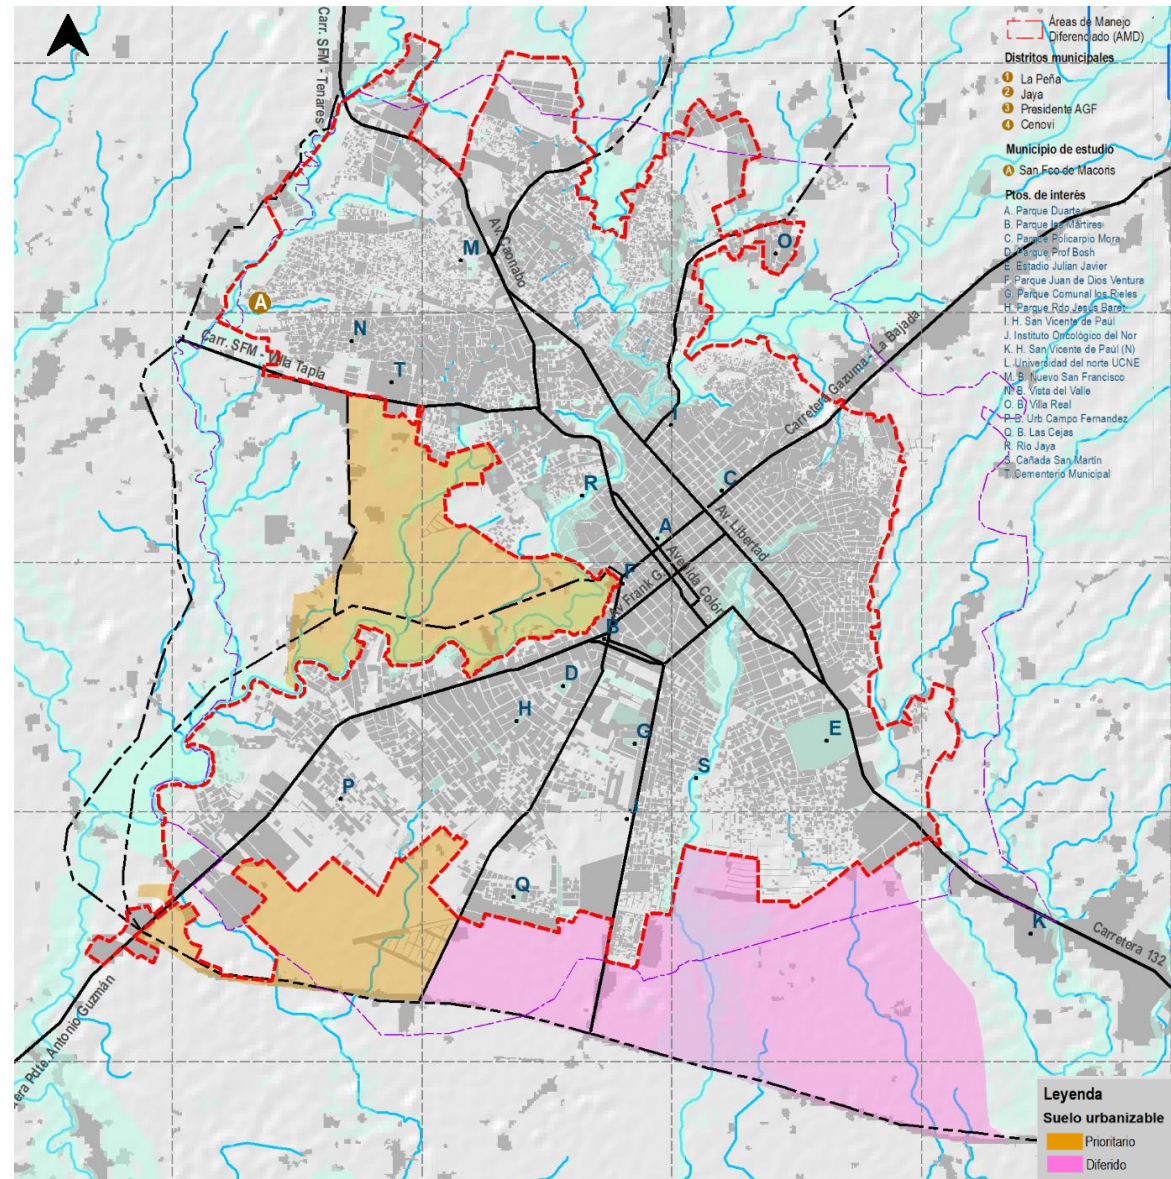 Áreas de Manejo
Diferenciado (AMD)
Distritos municipales
1 La Peña
2 Jaya
3 Presidente AGF
4 Cenovi
Municipio de estudio
A San Fco de Macoris
Ptos. de interés
A. Parque Duarte
B. Parque los Mártires
C. Parque Policarpio Mora
D. Parque Prof Bosh
E. Estadio Julian Javier
F. Parque Juan de Dios Ventura
G. Parque Comunal los Rieles
H. Parque Rdo Jesus Baret
I. H. San Vicente de Paúl
J. Instituto Oncológico del Nor
K. H. San Vicente de Paúl (N)
L. Universidad del norte UCNE
M. B. Nuevo San Francisco
N. B. Vista del Valle
O. B. Villa Real
P. B. Urb Campo Fernandez
Q. B. Las Cejas
R. Rio Jaya
S. Cañada San Martín
T. Cementerio Municipal
Carr. SFM - Tenares
Av. Caonabo
M
O
A
N
Carr. SFM - Villa Tapia
T
Carretera Gazuma - La Bajada
I
R
C
A
Av. Libertad
Avenida Colón
F
Av Frank G.
B
D
H
G
E
P
S
J
Q
K
Carretera 132
era Pdte. Antonio Guzmán
Leyenda
Suelo urbanizable
Prioritario
Diferido